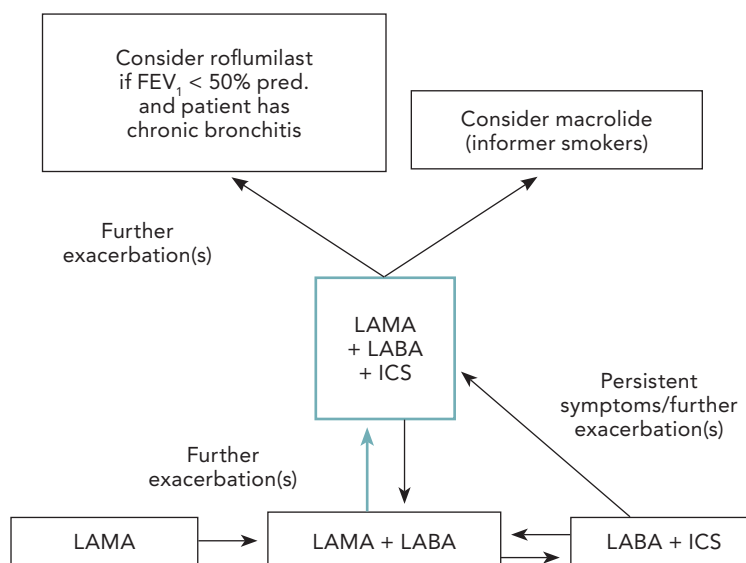 Consider roflumilast
if FEV₁ < 50% pred.
and patient has
chronic bronchitis
Consider macrolide
(informer smokers)
Further
exacerbation(s)
LAMA
+ LABA
+ ICS
Persistent
symptoms/further
exacerbation(s)
Further
exacerbation(s)
LAMA
LAMA + LABA
LABA + ICS